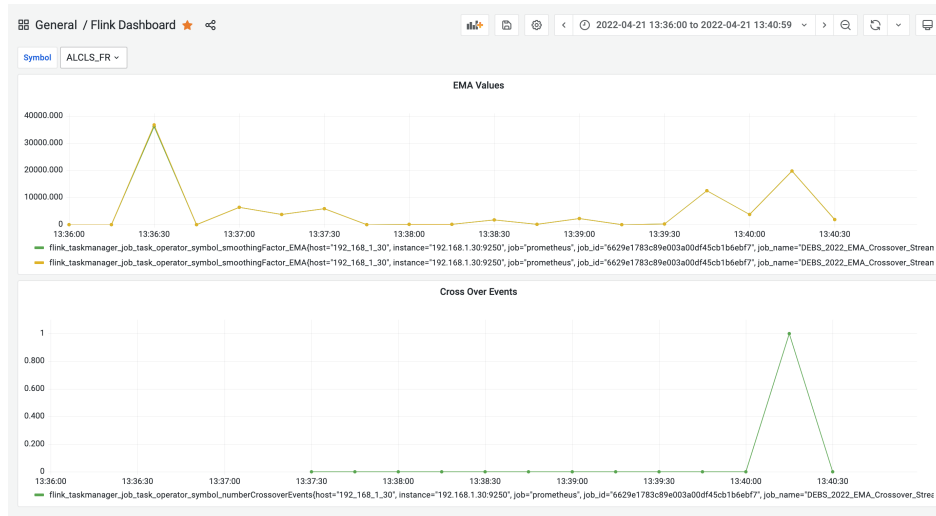 General / Flink Dashboard
2022-04-21 13:36:00 to 2022-04-21 13:40:59
Symbol ALCLS_FR
EMA Values
40000.000
30000.000
20000.000
10000.000
0
13:36:00 13:36:30 13:37:00 13:37:30 13:38:00 13:38:30 13:39:00 13:39:30 13:40:00 13:40:30
flink_taskmanager_job_task_operator_symbol_smoothingFactor_EMA{host="192_168_1_30", instance="192.168.1.30:9250", job="prometheus", job_id="6629e1783c89e003a00df45cb1b6ebf7", job_name="DEBS_2022_EMA_Crossover_Strean
flink_taskmanager_job_task_operator_symbol_smoothingFactor_EMA{host="192_168_1_30", instance="192.168.1.30:9250", job="prometheus", job_id="6629e1783c89e003a00df45cb1b6ebf7", job_name="DEBS_2022_EMA_Crossover_Strean
Cross Over Events
1
0.800
0.600
0.400
0.200
0
13:36:00 13:36:30 13:37:00 13:37:30 13:38:00 13:38:30 13:39:00 13:39:30 13:40:00 13:40:30
flink_taskmanager_job_task_operator_symbol_numberCrossoverEvents{host="192_168_1_30", instance="192.168.1.30:9250", job="prometheus", job_id="6629e1783c89e003a00df45cb1b6ebf7", job_name="DEBS_2022_EMA_Crossover_Strea